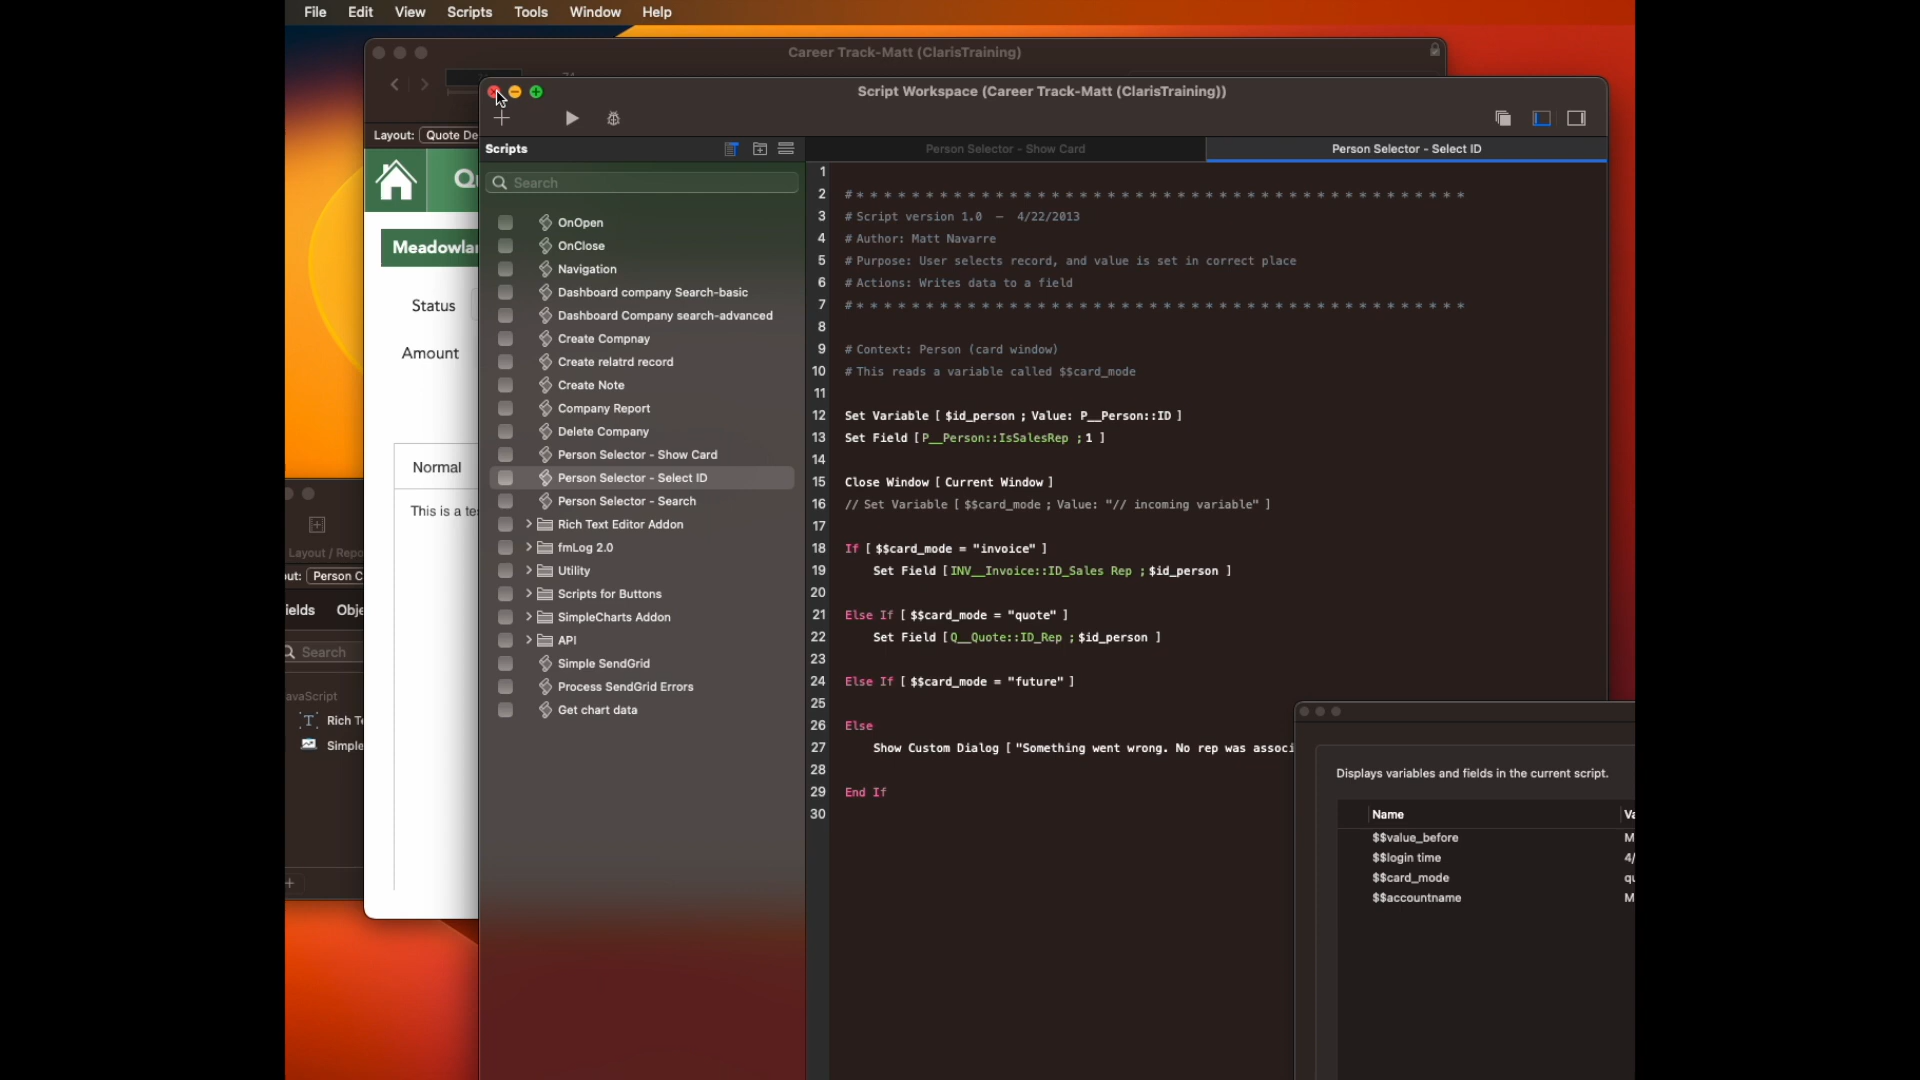 File Edit View Scripts Tools Window Help
Career Track-Matt (ClarisTraining)
Script Workspace (Career Track-Matt (ClarisTraining))
Layout: Quote De
Scripts
Person Selector - Show Card
Person Selector - Select ID
Search
OnOpen
OnClose
Navigation
Dashboard company Search-basic
Dashboard Company search-advanced
Create Compnay
Create relatrd record
Create Note
Company Report
Delete Company
Person Selector - Show Card
Person Selector - Select ID
Person Selector - Search
Rich Text Editor Addon
fmLog 2.0
Utility
Scripts for Buttons
SimpleCharts Addon
API
Simple SendGrid
Process SendGrid Errors
Get chart data
1
2 # * * * * * * * * * * * * * * * * * * * * * * * * * * * * * * * * * * * * * * * * * * * *
3 # Script version 1.0 – 4/22/2013
4 # Author: Matt Navarre
5 # Purpose: User selects record, and value is set in correct place
6 # Actions: Writes data to a field
7 # * * * * * * * * * * * * * * * * * * * * * * * * * * * * * * * * * * * * * * * * * * * *
8
9 # Context: Person (card window)
10 # This reads a variable called $$card_mode
11
12 Set Variable [ $id_person ; Value: P__Person::ID ]
13 Set Field [ P__Person::IsSalesRep ; 1 ]
14
15 Close Window [ Current Window ]
16 // Set Variable [ $$card_mode ; Value: "// incoming variable" ]
17
18 If [ $$card_mode = "invoice" ]
19 Set Field [ INV__Invoice::ID_Sales Rep ; $id_person ]
20
21 Else If [ $$card_mode = "quote" ]
22 Set Field [ Q__Quote::ID_Rep ; $id_person ]
23
24 Else If [ $$card_mode = "future" ]
25
26 Else
27 Show Custom Dialog [ "Something went wrong. No rep was associ
28
29 End If
30
Qu
Meadowla
Status
Amount
Normal
This is a te
Layout / Repo
ut: Person C
ields Obje
Search
avaScript
Rich Te
Simple
Displays variables and fields in the current script.
Name Va
$$value_before M
$$login time 4/
$$card_mode qu
$$accountname M